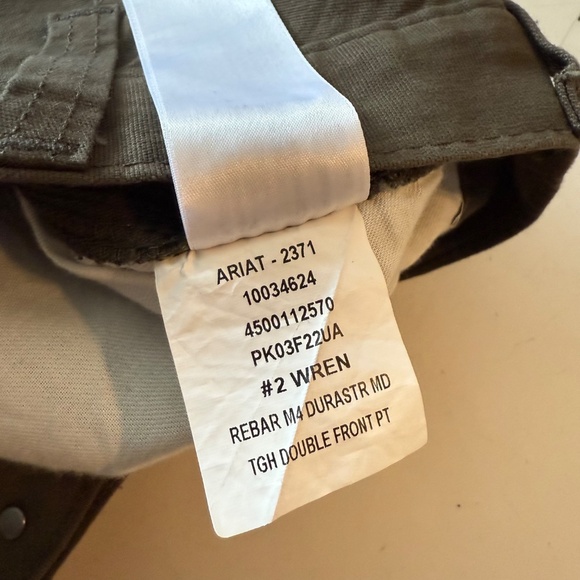 ARIAT - 2371
10034624
4500112570
PK03F22UA
#2 WREN
REBAR M4 DURASTR MD
TGH DOUBLE FRONT PT